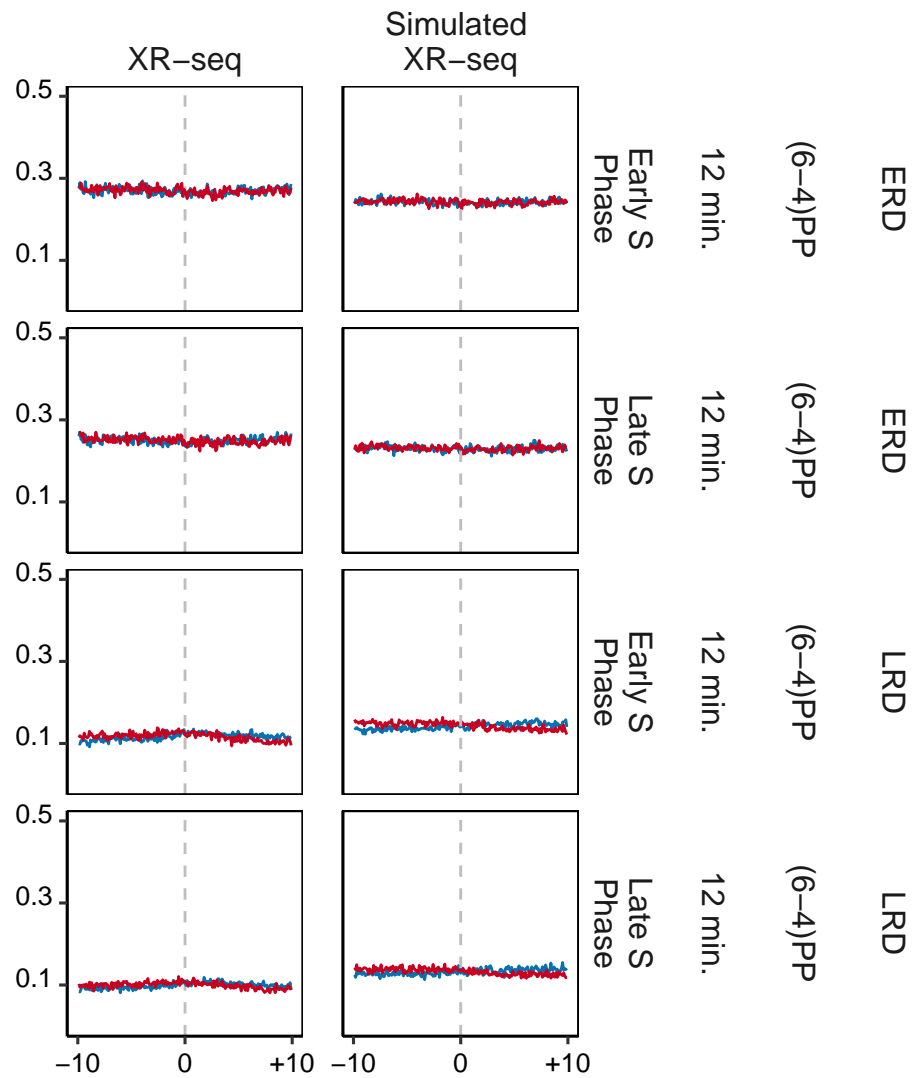 XR−seq
Simulated
XR−seq
0.5
0.3
0.1
Early S
Phase
12 min.
(6−4)PP
ERD
0.5
0.3
0.1
Late S
Phase
12 min.
(6−4)PP
ERD
0.5
0.3
0.1
Early S
Phase
12 min.
(6−4)PP
LRD
0.5
0.3
0.1
Late S
Phase
12 min.
(6−4)PP
LRD
−10
0
+10
−10
0
+10